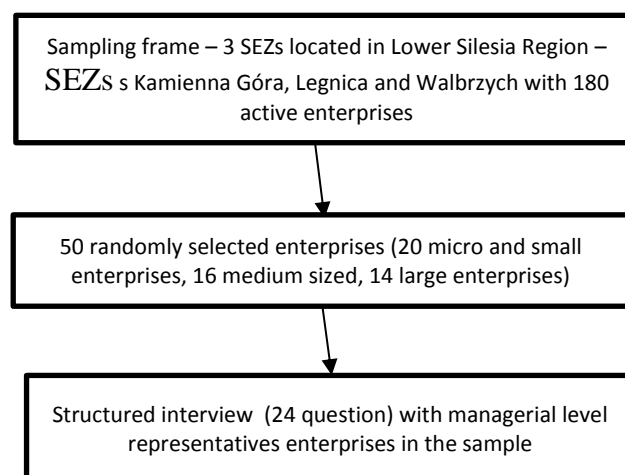 Sampling frame – 3 SEZs located in Lower Silesia Region –
SEZs s Kamienna Góra, Legnica and Walbrzych with 180
active enterprises
50 randomly selected enterprises (20 micro and small
enterprises, 16 medium sized, 14 large enterprises)
Structured interview (24 question) with managerial level
representatives enterprises in the sample